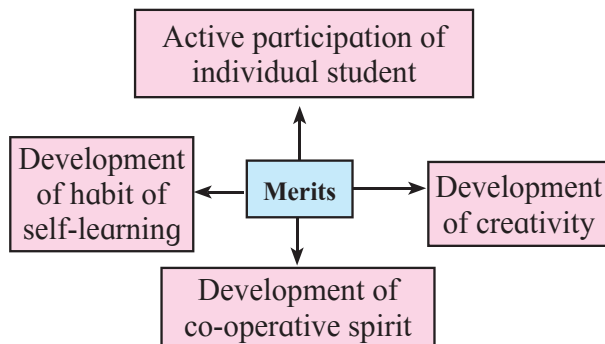 Active participation of
individual student
Development
of habit of
self-learning
Merits
Development
of creativity
Development of
co-operative spirit